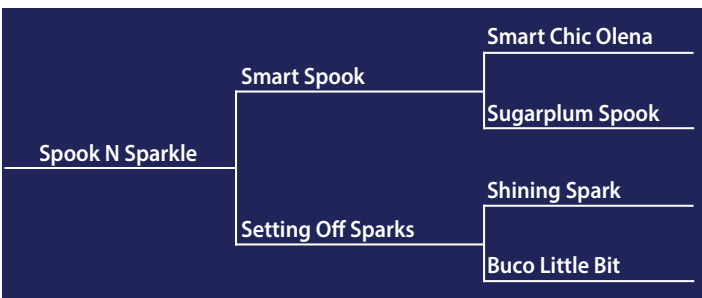 Smart Chic Olena
Smart Spook
Sugarplum Spook
Spook N Sparkle
Shining Spark
Setting Off Sparks
Buco Little Bit